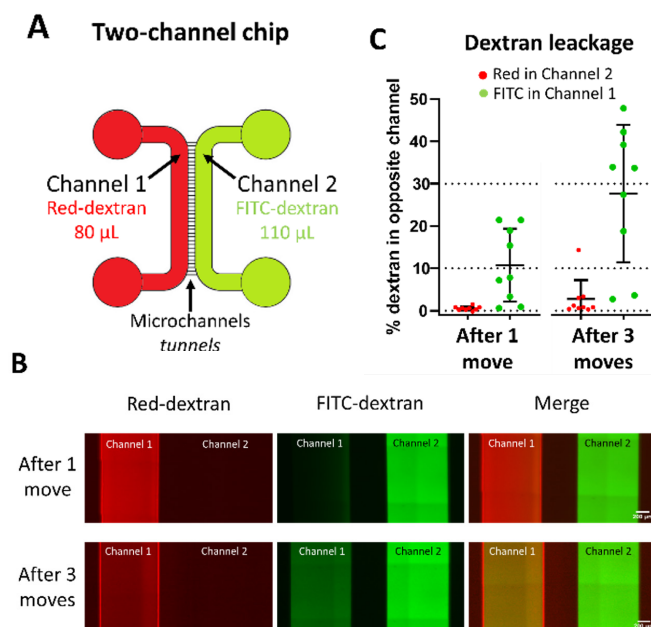 A
Two-channel chip
Channel 1
Red-dextran
80 µL
Channel 2
FITC-dextran
110 µL
Microchannels
tunnels
C
Dextran leackage
Red in Channel 2
FITC in Channel 1
% dextran in opposite channel
50
40
30
20
10
0
After 1
move
After 3
moves
B
Red-dextran
FITC-dextran
Merge
After 1
move
Channel 1
Channel 2
Channel 1
Channel 2
Channel 1
Channel 2
200 µm
After 3
moves
Channel 1
Channel 2
Channel 1
Channel 2
Channel 1
Channel 2
200 µm